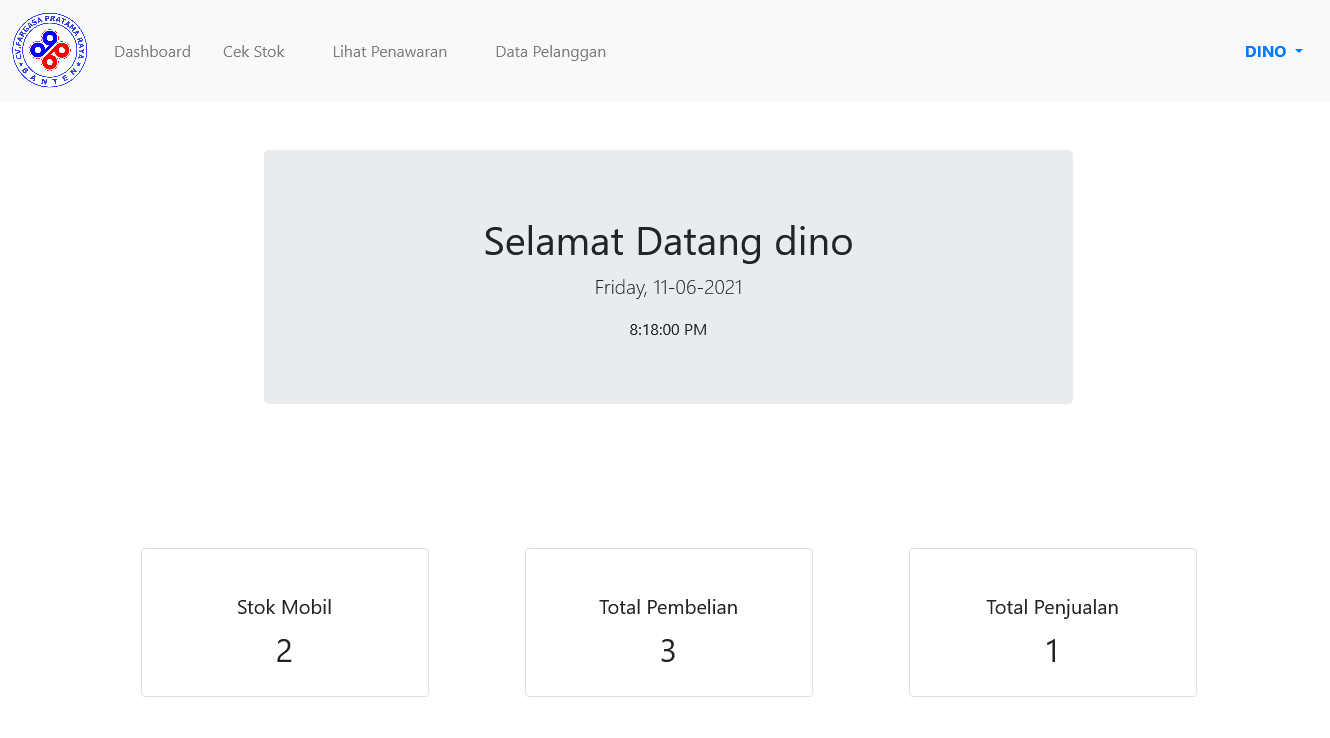 CV.FARGASA PRATAMA RAYA
BANTEN
Dashboard Cek Stok Lihat Penawaran Data Pelanggan DINO
Selamat Datang dino
Friday, 11-06-2021
8:18:00 PM
Stok Mobil
2
Total Pembelian
3
Total Penjualan
1